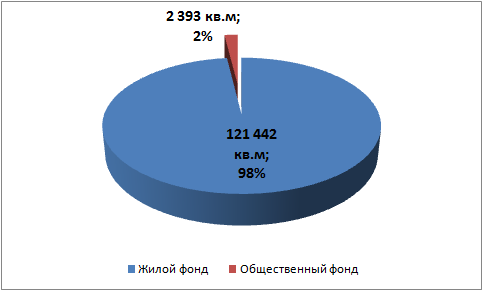 2 393 кв.м;
2%
121 442
кв.м;
98%
Жилой фонд
Общественный фонд